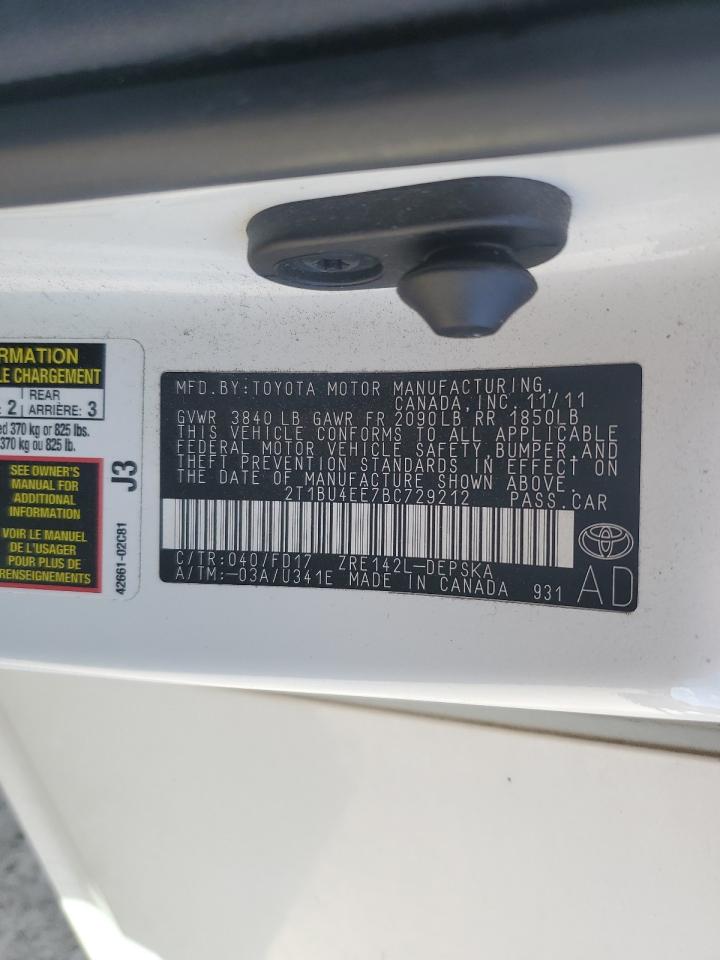 RMATION
LE CHARGEMENT
REAR
: 2 ARRIÈRE: 3
ed 370 kg or 825 lbs.
370 kg ou 825 lb.
SEE OWNER'S
MANUAL FOR
ADDITIONAL
INFORMATION
VOIR LE MANUEL
DE L'USAGER
POUR PLUS DE
RENSEIGNEMENTS
J3
42661-02C81
MFD.BY:TOYOTA MOTOR MANUFACTURING,
CANADA,INC. 11/11
GVWR 3840LB GAWR FR 2090LB RR 1850LB
THIS VEHICLE CONFORMS TO ALL APPLICABLE
FEDERAL MOTOR VEHICLE SAFETY,BUMPER,AND
THEFT PREVENTION STANDARDS IN EFFECT ON
THE DATE OF MANUFACTURE SHOWN ABOVE.
2T1BU4EE7BC729212 PASS.CAR
C/TR:040/FD17 ZRE142L-DEPSKA
A/TM:-03A/U341E MADE IN CANADA 931
AD